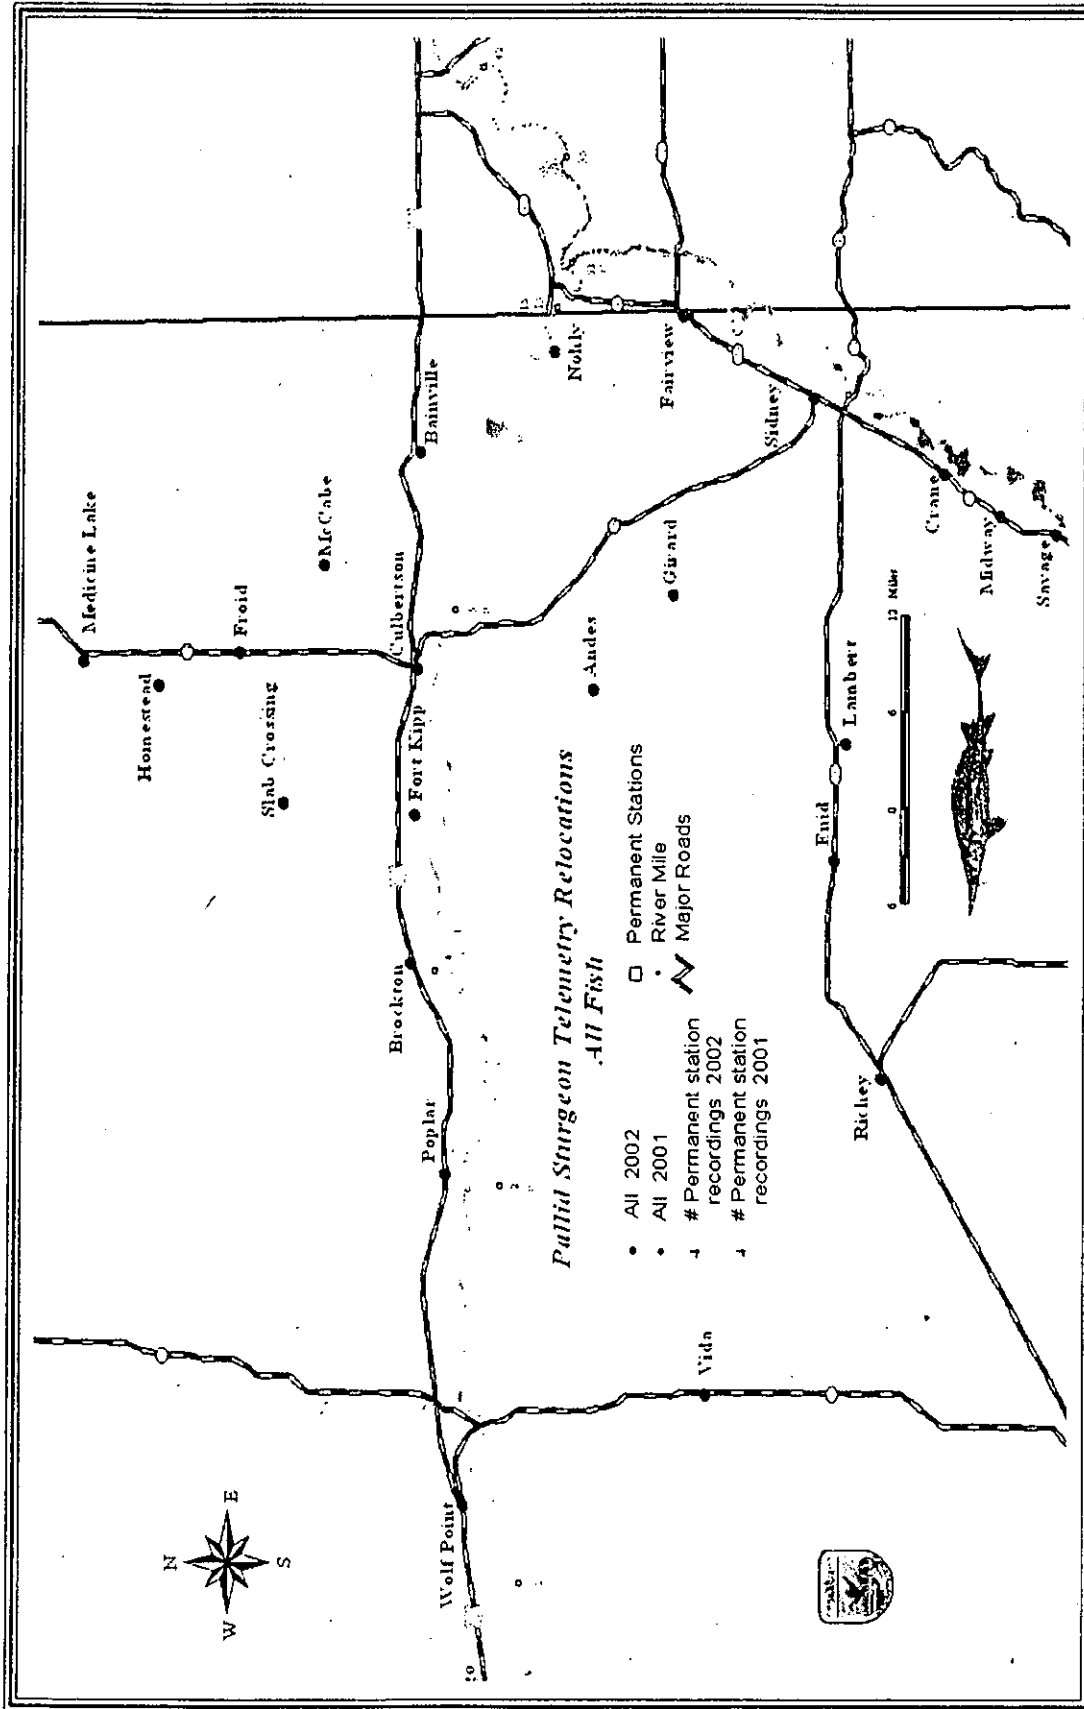 Pallid Sturgeon Telemetry Relocations
All Fish
All 2002
All 2001
# Permanent station
recordings 2002
# Permanent station
recordings 2001
Permanent Stations
River Mile
Major Roads
N
W
E
S
Medicine Lake
Homestead
Froid
Slab Crossing
McCabe
Culbertson
Bainville
Fort Kipp
Brockton
Poplar
Wolf Point
Nohly
Fairview
Andes
Girard
Sidney
Vida
Enid
Lambert
Richey
Crane
Midway
Savage
6
0
6
12 Miles